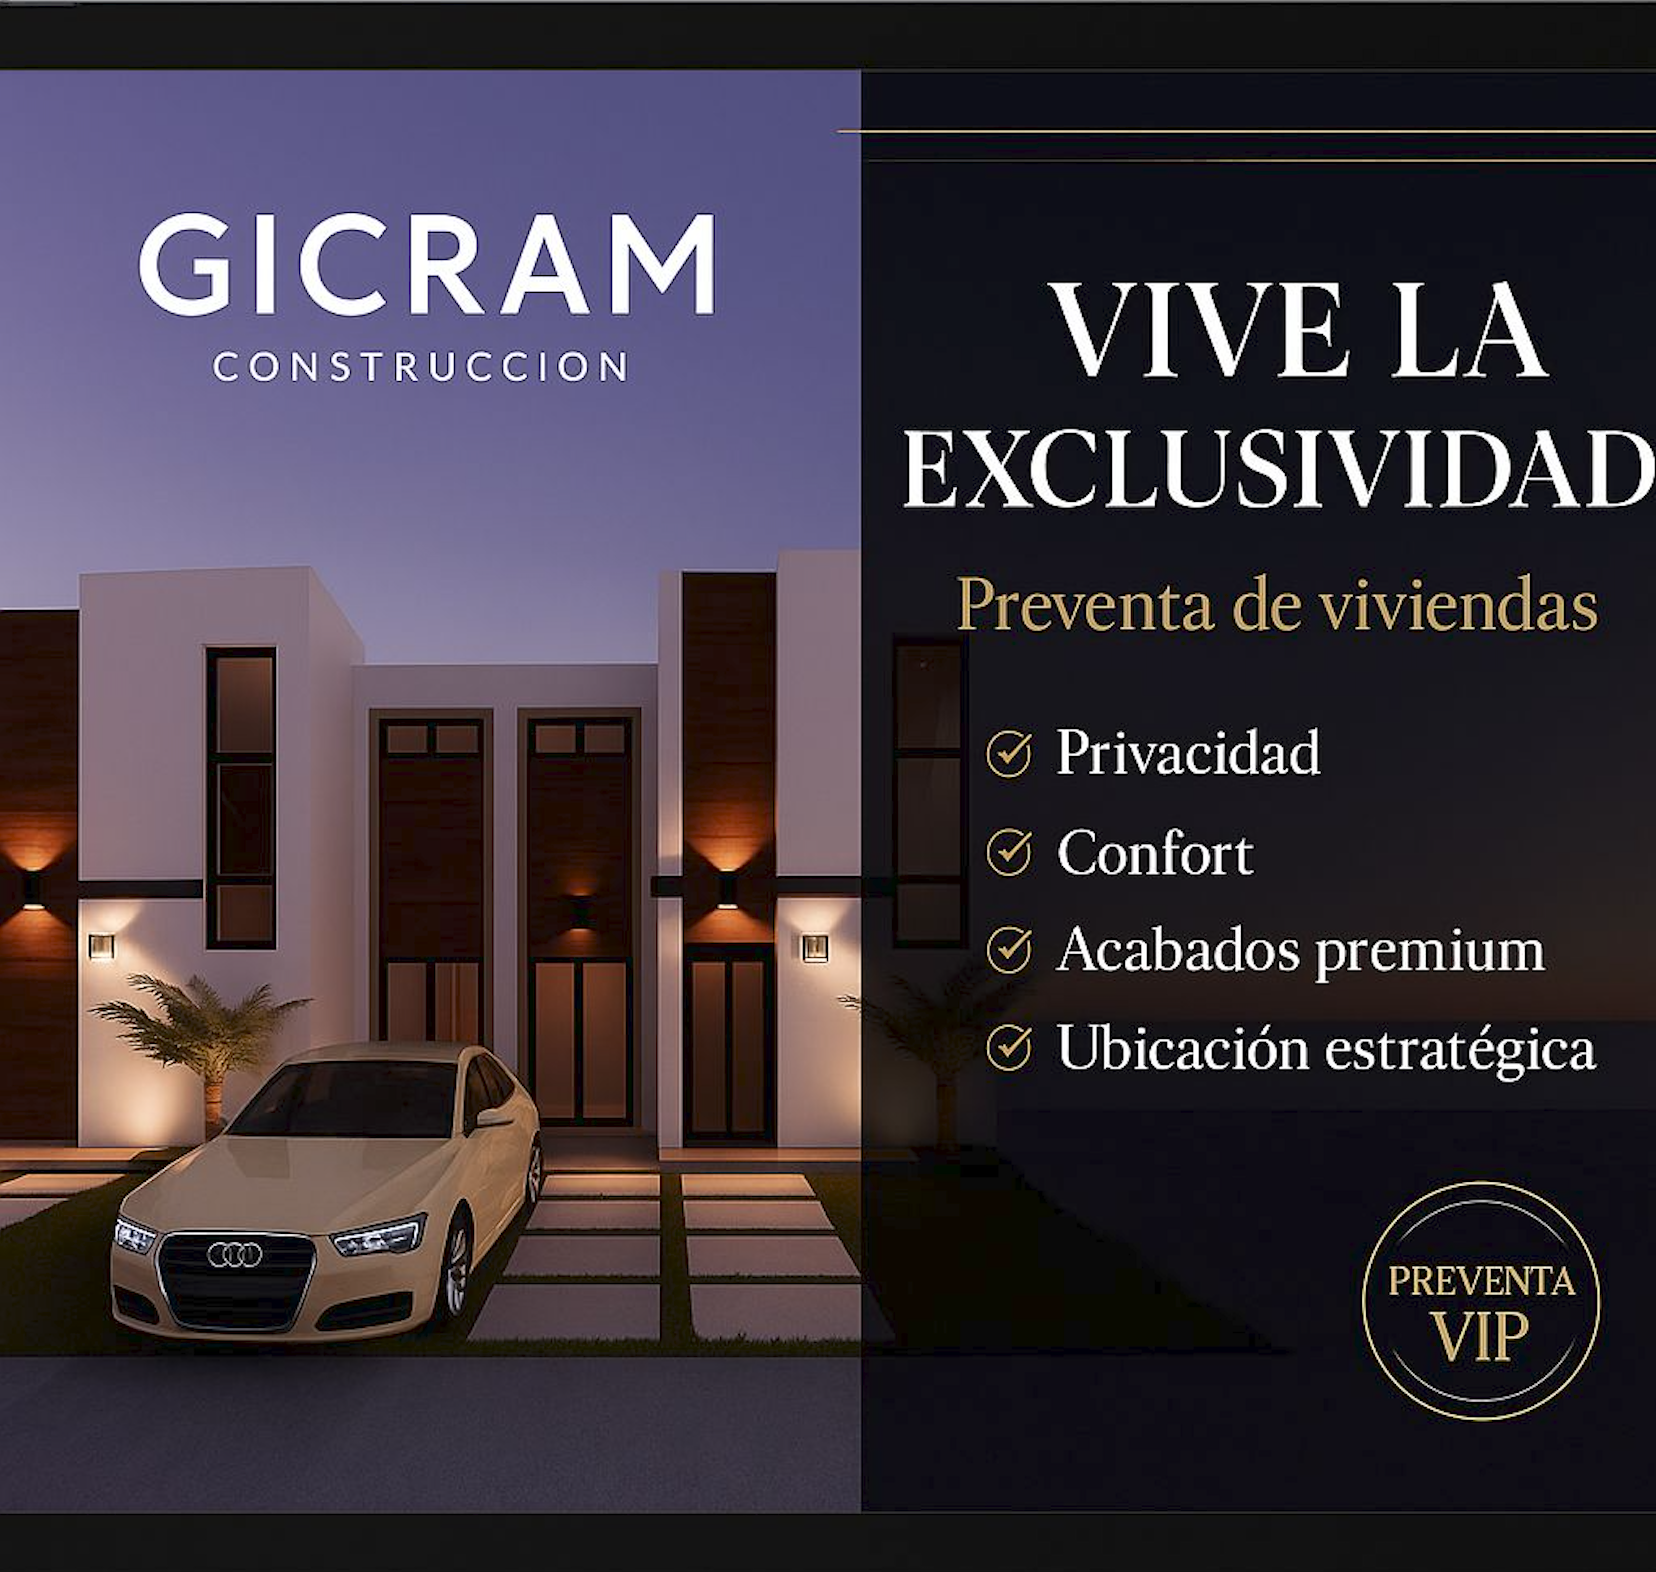 GICRAM
CONSTRUCCION
VIVE LA
EXCLUSIVIDAD
Preventa de viviendas
Privacidad
Confort
Acabados premium
Ubicación estratégica
PREVENTA
VIP